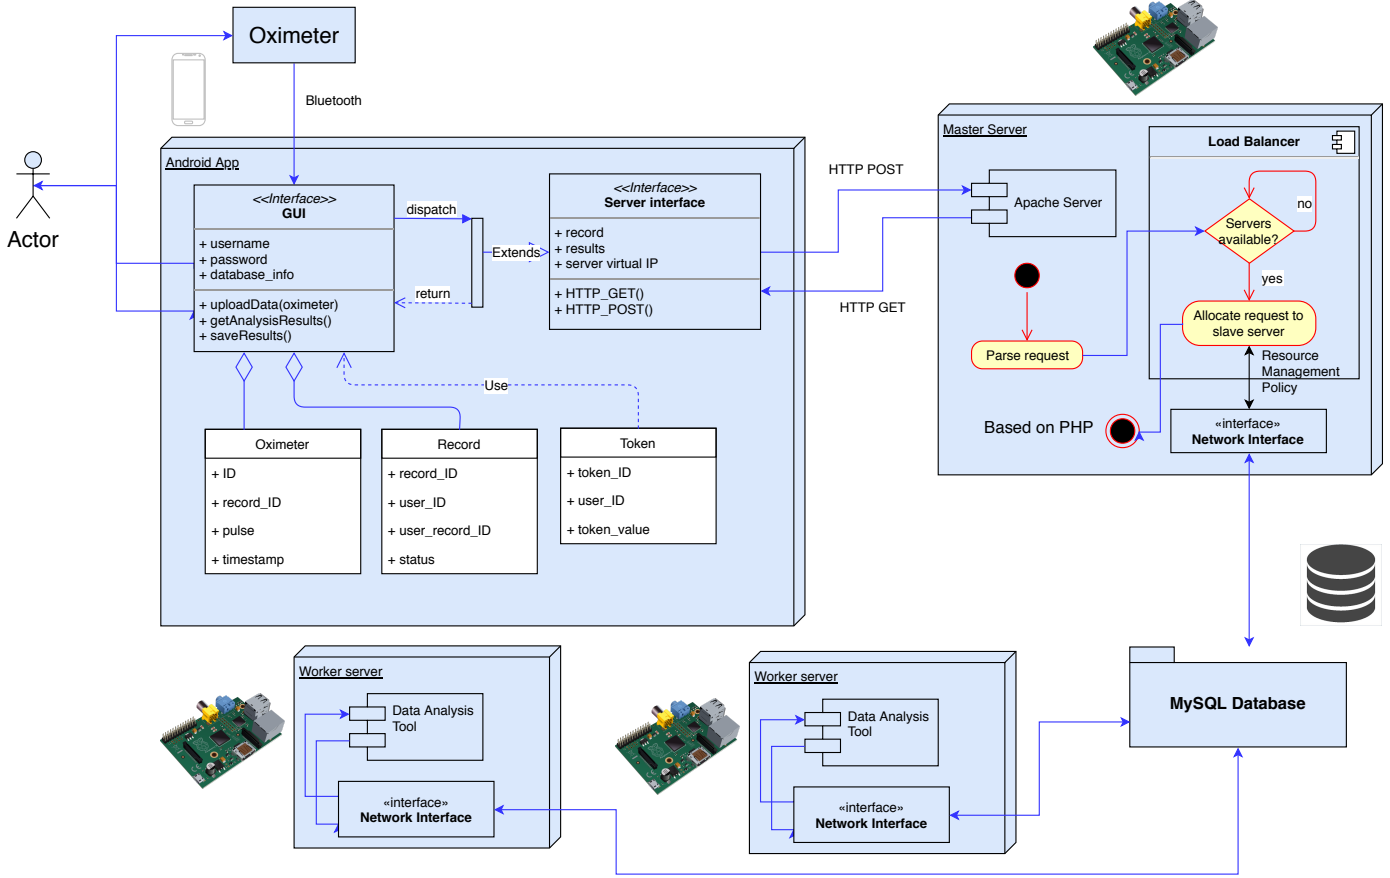 Oximeter
Bluetooth
Actor
Android App
<<Interface>>
GUI
+ username
+ password
+ database_info
+ uploadData(oximeter)
+ getAnalysisResults()
+ saveResults()
dispatch
return
Extends
<<Interface>>
Server interface
+ record
+ results
+ server virtual IP
+ HTTP_GET()
+ HTTP_POST()
Use
Oximeter
+ ID
+ record_ID
+ pulse
+ timestamp
Record
+ record_ID
+ user_ID
+ user_record_ID
+ status
Token
+ token_ID
+ user_ID
+ token_value
HTTP POST
HTTP GET
Master Server
Apache Server
Load Balancer
Servers
available?
no
yes
Allocate request to
slave server
Parse request
Resource
Management
Policy
Based on PHP
«interface»
Network Interface
MySQL Database
Worker server
Data Analysis
Tool
«interface»
Network Interface
Worker server
Data Analysis
Tool
«interface»
Network Interface